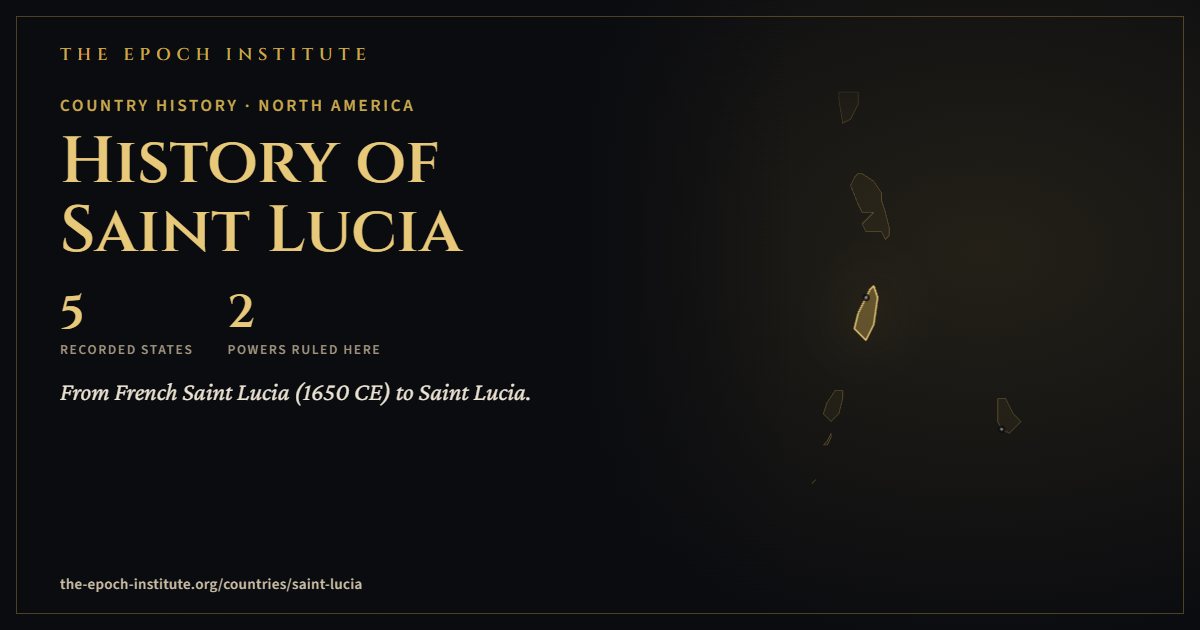 THE EPOCH INSTITUTE
COUNTRY HISTORY · NORTH AMERICA
History of
Saint Lucia
5 2
RECORDED STATES POWERS RULED HERE
From French Saint Lucia (1650 CE) to Saint Lucia.
the-epoch-institute.org/countries/saint-lucia